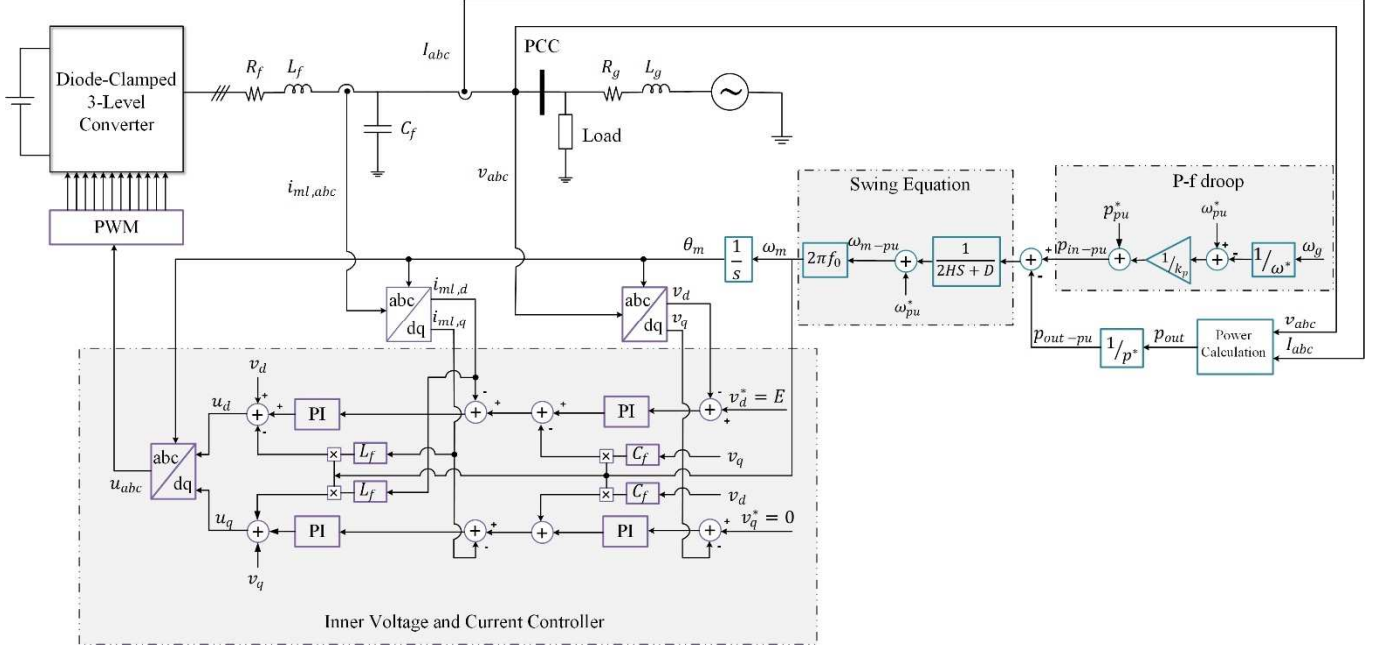 Diode-Clamped
3-Level
Converter
R_f
L_f
I_abc
PCC
R_g
L_g
C_f
Load
i_ml,abc
v_abc
PWM
Swing Equation
P-f droop
θ_m
1/s
ω_m
2πf_0
ω_m-pu
+
ω*_pu
1/(2HS + D)
+
+
-
p_in-pu
p*_pu
+
1/k_p
ω*_pu
+
+
-
1/ω*
ω_g
p_out-pu
1/p*
p_out
Power
Calculation
v_abc
I_abc
abc
dq
i_ml,d
i_ml,q
abc
dq
v_d
v_q
v_d
+
+
-
+
u_d
PI
-
+
+
+
+
-
PI
-
+
+
v*_d = E
×
L_f
×
C_f
v_q
abc
dq
u_abc
×
L_f
×
C_f
v_d
u_q
+
PI
+
+
-
+
PI
+
+
-
v*_q = 0
v_q
Inner Voltage and Current Controller